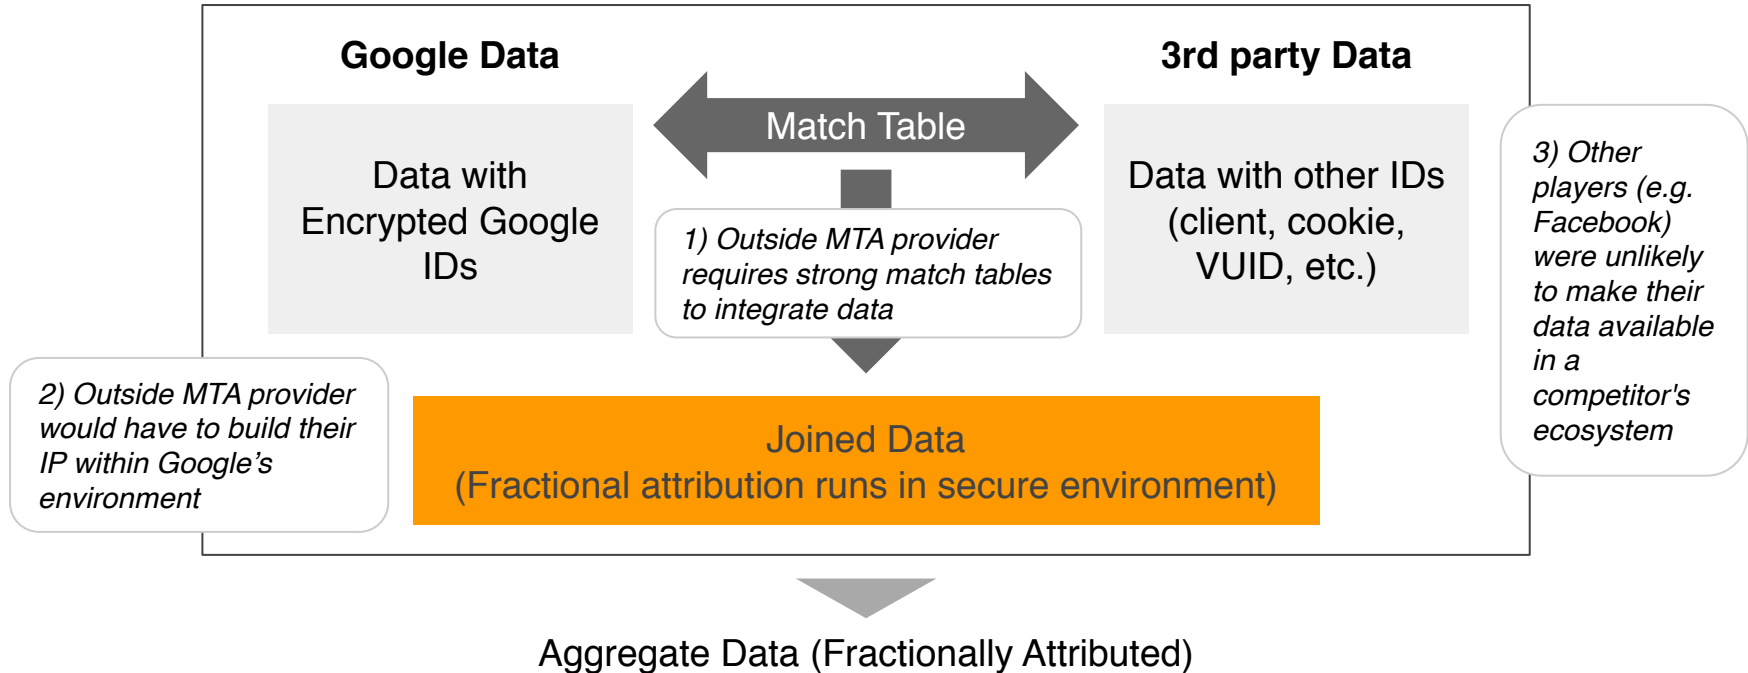 Google Data
3rd party Data
Match Table
Data with
Encrypted Google
IDs
Data with other IDs
(client, cookie,
VUID, etc.)
1) Outside MTA provider
requires strong match tables
to integrate data
3) Other
players (e.g.
Facebook)
were unlikely
to make their
data available
in a
competitor's
ecosystem
2) Outside MTA provider
would have to build their
IP within Google’s
environment
Joined Data
(Fractional attribution runs in secure environment)
Aggregate Data (Fractionally Attributed)